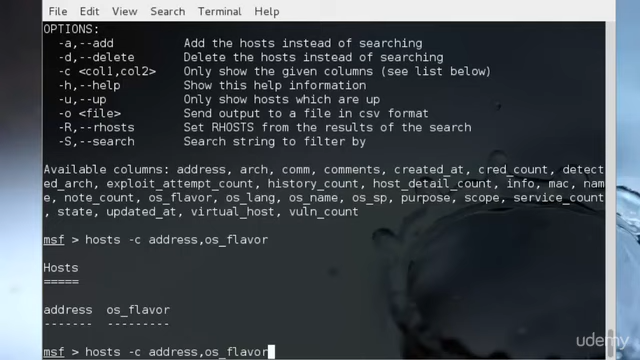 File Edit View Search Terminal Help
OPTIONS:
-a,--add Add the hosts instead of searching
-d,--delete Delete the hosts instead of searching
-c <col1,col2> Only show the given columns (see list below)
-h,--help Show this help information
-u,--up Only show hosts which are up
-o <file> Send output to a file in csv format
-R,--rhosts Set RHOSTS from the results of the search
-S,--search Search string to filter by
Available columns: address, arch, comm, comments, created_at, cred_count, detect
ed_arch, exploit_attempt_count, history_count, host_detail_count, info, mac, nam
e, note_count, os_flavor, os_lang, os_name, os_sp, purpose, scope, service_count
, state, updated_at, virtual_host, vuln_count
msf > hosts -c address,os_flavor
Hosts
=====
address os_flavor
------- ---------
msf > hosts -c address,os_flavor
udemy